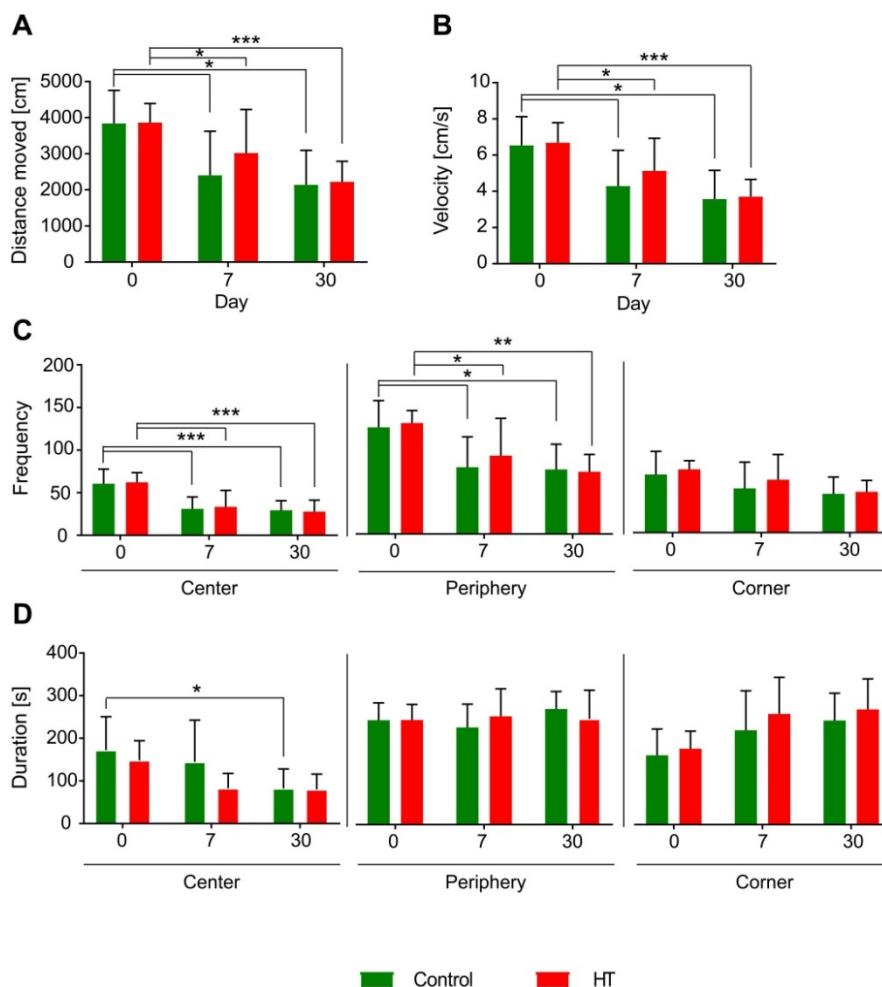 A
B
***
*
*
***
*
*
Distance moved [cm]
5000
4000
3000
2000
1000
0
0 7 30
Day
Velocity [cm/s]
10
8
6
4
2
0
0 7 30
Day
C
Frequency
200
150
100
50
0
***
***
**
*
*
0 7 30 0 7 30 0 7 30
Center Periphery Corner
D
Duration [s]
400
300
200
100
0
*
0 7 30 0 7 30 0 7 30
Center Periphery Corner
Control HT